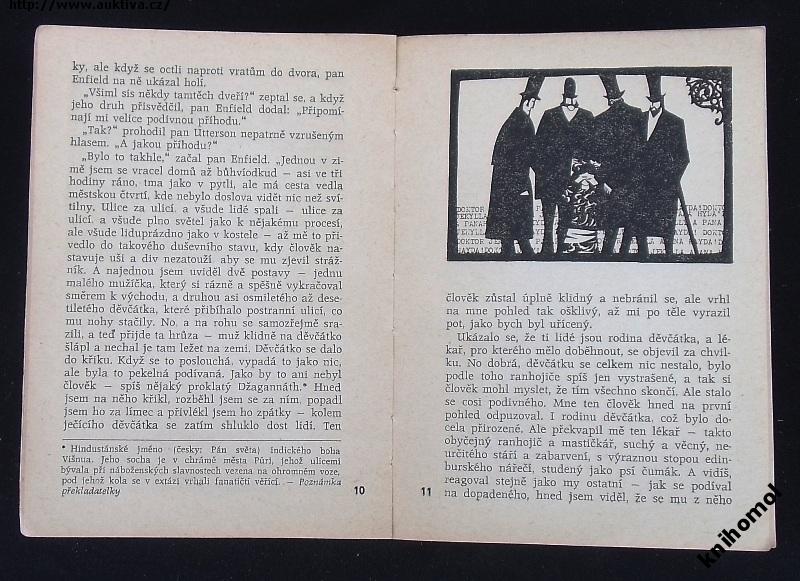 http://www.auktiva.cz/
ky, ale když se octli naproti vratům do dvora, pan
Enfield na ně ukázal holí.
„Všiml sis někdy tamtěch dveří?“ zeptal se, a když
jeho druh přisvědčil, pan Enfield dodal: „Připomí-
nají mi velice podivnou příhodu.“
„Tak?“ prohodil pan Utterson nepatrně vzrušeným
hlasem. „A jakou příhodu?“
„Bylo to takhle,“ začal pan Enfield. „Jednou v zi-
mě jsem se vracel domů až bůhvíodkud — asi ve tři
hodiny ráno, tma jako v pytli, ale má cesta vedla
městskou čtvrtí, kde nebylo doslova vidět nic než sví-
tilny. Ulice za ulicí, a všude lidé spali — ulice za
ulicí, a všude plno světel jako k nějakému procesí,
ale všude liduprázdno jako v kostele — až mě to při-
vedlo do takového duševního stavu, kdy člověk na-
stavuje uši a div nezatouží, aby se mu zjevil stráž-
ník. A najednou jsem uviděl dvě postavy — jednu
malého mužíčka, který si rázně a spěšně vykračoval
směrem k východu, a druhou asi osmiletého až dese-
tiletého děvčátka, které přibíhalo postranní ulicí, co
mu nohy stačily. No, a na rohu se samozřejmě sra-
zili, a teď přijde ta hrůza — muž klidně na děvčátko
šlápl a nechal je tam ležet na zemi. Děvčátko se dalo
do křiku. Když se to poslouchá, vypadá to jako nic,
ale byla to pekelná podívaná. Jako by to ani nebyl
člověk — spíš nějaký proklatý Džagannáth.* Hned
jsem na něho křikl, rozběhl jsem se za ním, popadl
jsem ho za límec a přivlékl jsem ho zpátky — kolem
ječícího děvčátka se zatím shluklo dost lidí. Ten
* Hindustánské jméno (česky: Pán světa) indického boha
Višnua. Jeho socha je v chrámě města Púrí, jehož ulicemi
bývala při náboženských slavnostech vezena na ohromném voze,
pod jehož kola se v extázi vrhali fanatičtí věřící. — Poznámka
překladatelky
10
DOKTOR
JEKYLLA
A PANA
HYDA!DOKTO
člověk zůstal úplně klidný a nebránil se, ale vrhl
na mne pohled tak ošklivý, až mi po těle vyrazil
pot, jako bych byl uřícený.
Ukázalo se, že ti lidé jsou rodina děvčátka, a lé-
kař, pro kterého mělo doběhnout, se objevil za chvil-
ku. No dobrá, děvčátku se celkem nic nestalo, bylo
podle toho ranhojiče spíš jen vystrašené, a tak si
člověk mohl myslet, že tím všechno skončí. Ale stalo
se cosi podivného. Mne ten člověk hned na první
pohled odpuzoval. I rodinu děvčátka, což bylo do-
cela přirozené. Ale překvapil mě ten lékař — takto
obyčejný ranhojič a mastičkář, suchý a věcný, ne-
určitého stáří a zabarvení, s výraznou stopou edin-
burského nářečí, studený jako psí čumák. A vidíš,
reagoval stejně jako my ostatní — jak se podíval
na dopadeného, hned jsem viděl, že se mu z něho
11
knihomol